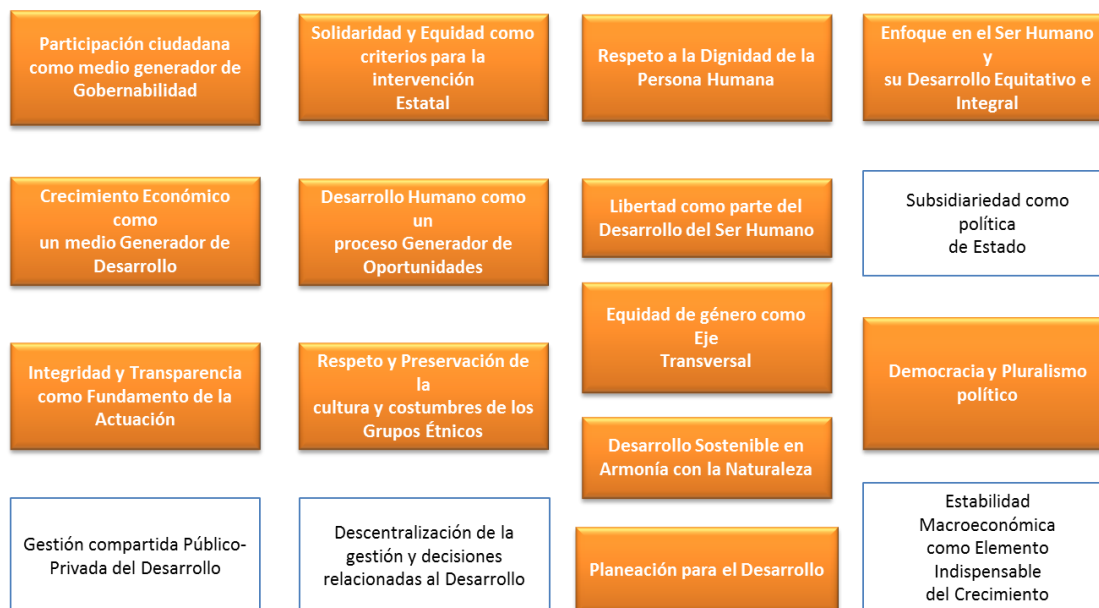 Participación ciudadana
como medio generador de
Gobernabilidad
Solidaridad y Equidad como
criterios para la
intervención
Estatal
Respeto a la Dignidad de la
Persona Humana
Enfoque en el Ser Humano
y
su Desarrollo Equitativo e
Integral
Crecimiento Económico
como
un medio Generador de
Desarrollo
Desarrollo Humano como
un
proceso Generador de
Oportunidades
Libertad como parte del
Desarrollo del Ser Humano
Subsidiariedad como
política
de Estado
Equidad de género como
Eje
Transversal
Integridad y Transparencia
como Fundamento de la
Actuación
Respeto y Preservación de
la
cultura y costumbres de los
Grupos Étnicos
Democracia y Pluralismo
político
Desarrollo Sostenible en
Armonía con la Naturaleza
Gestión compartida Público-
Privada del Desarrollo
Descentralización de la
gestión y decisiones
relacionadas al Desarrollo
Planeación para el Desarrollo
Estabilidad
Macroeconómica
como Elemento
Indispensable
del Crecimiento